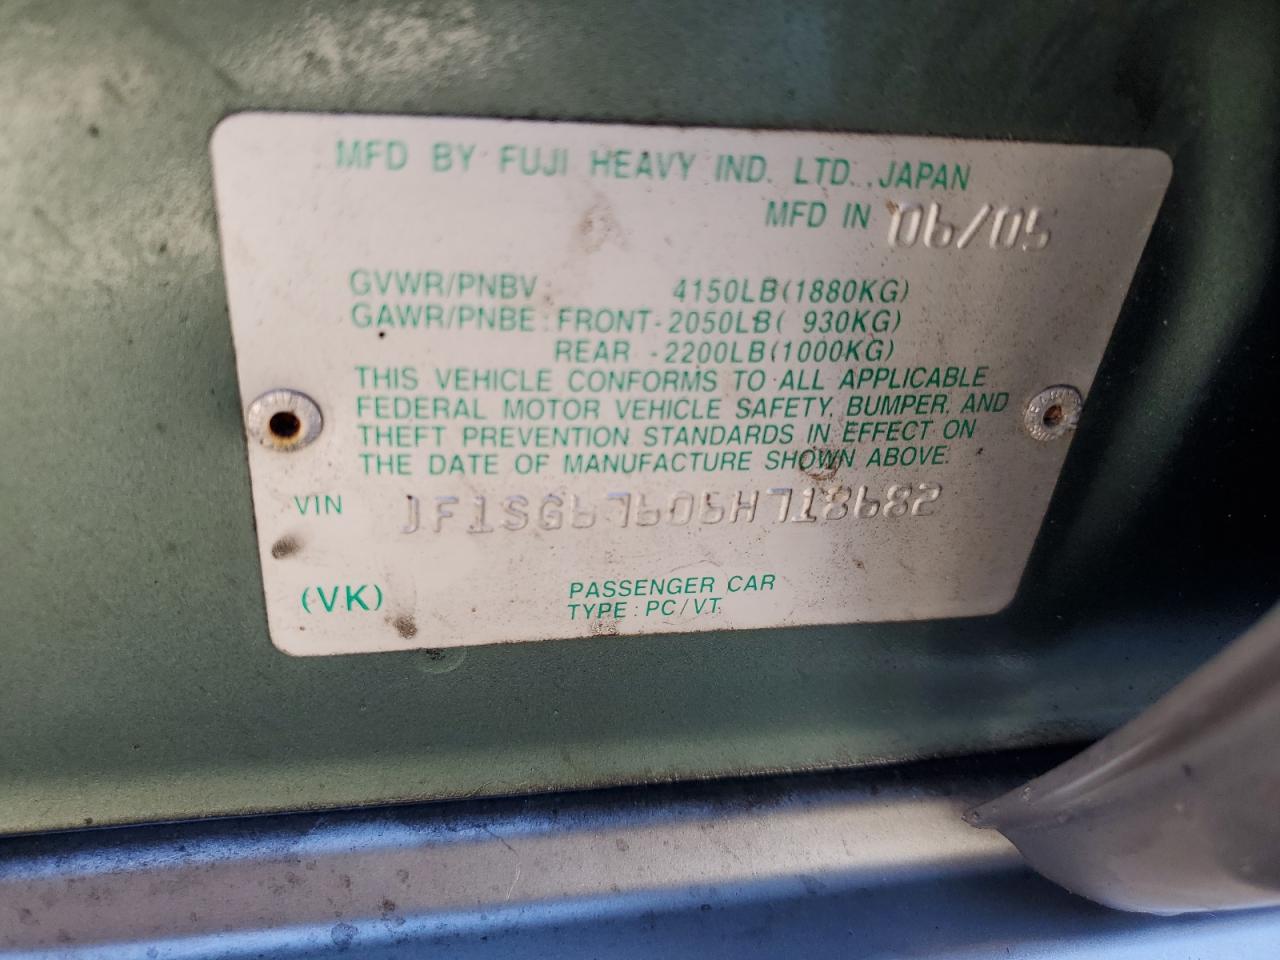 MFD BY FUJI HEAVY IND. LTD., JAPAN
MFD IN 06/05
GVWR/PNBV : 4150LB(1880KG)
GAWR/PNBE : FRONT-2050LB( 930KG)
REAR -2200LB(1000KG)
THIS VEHICLE CONFORMS TO ALL APPLICABLE
FEDERAL MOTOR VEHICLE SAFETY, BUMPER, AND
THEFT PREVENTION STANDARDS IN EFFECT ON
THE DATE OF MANUFACTURE SHOWN ABOVE.
VIN JF1SG67605H718682
(VK)
PASSENGER CAR
TYPE : PC/VT